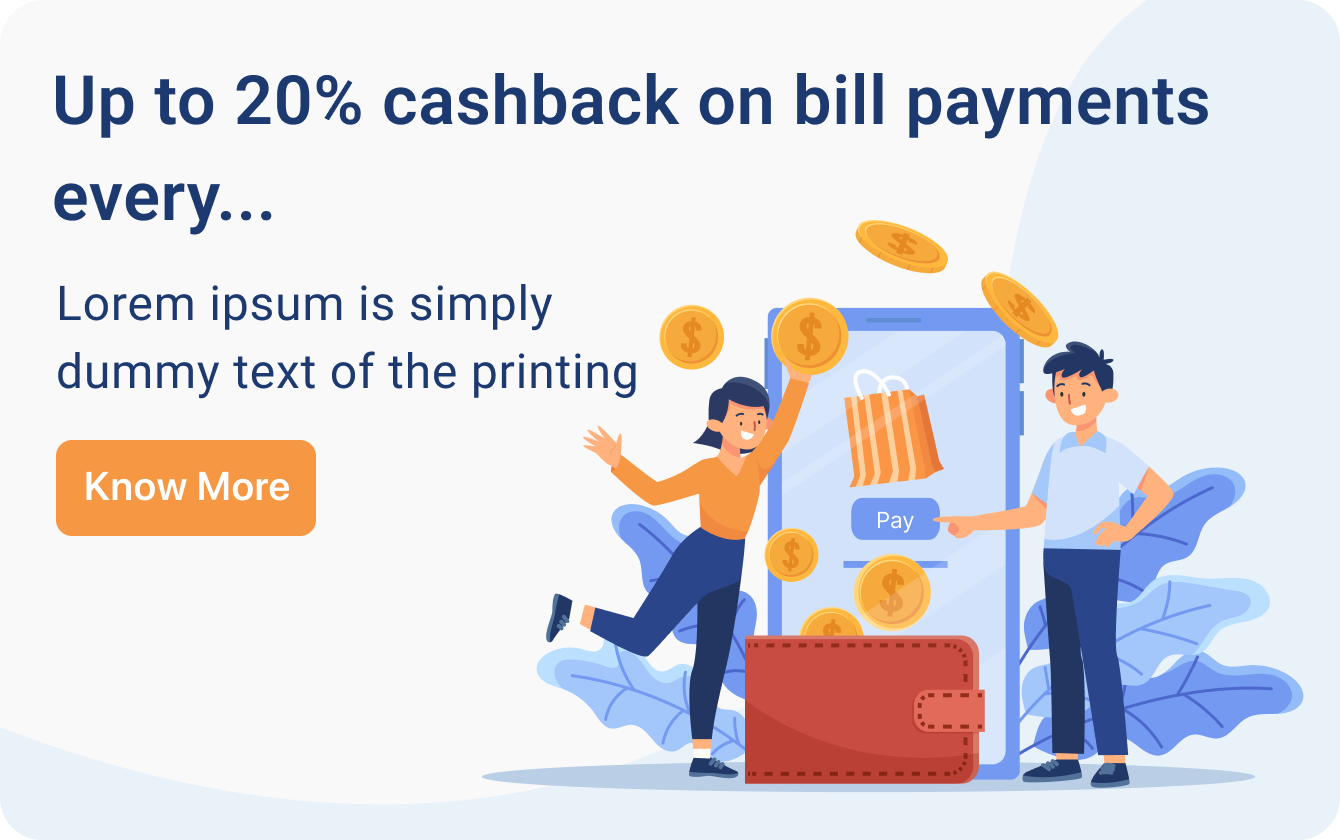 Up to 20% cashback on bill payments
every...
Lorem ipsum is simply
dummy text of the printing
Know More
Pay
$
$
$
$
$
$
$